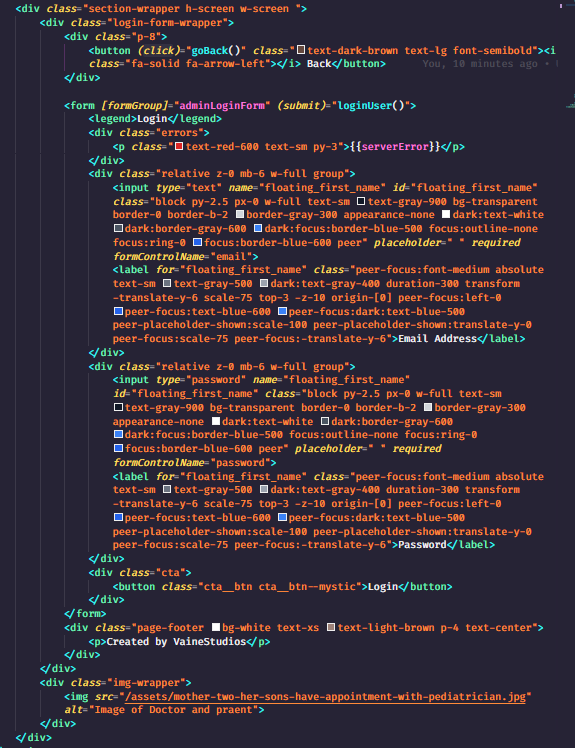 <div class="section-wrapper h-screen w-screen ">
<div class="login-form-wrapper">
<div class="p-8">
<button (click)="goBack()" class="text-dark-brown text-lg font-semibold"><i
class="fa-solid fa-arrow-left"></i> Back</button> You, 10 minutes ago •
</div>
<form [formGroup]="adminLoginForm" (submit)="loginUser()">
<legend>Login</legend>
<div class="errors">
<p class="text-red-600 text-sm py-3">{{serverError}}</p>
</div>
<div class="relative z-0 mb-6 w-full group">
<input type="text" name="floating_first_name" id="floating_first_name"
class="block py-2.5 px-0 w-full text-sm text-gray-900 bg-transparent
border-0 border-b-2 border-gray-300 appearance-none dark:text-white
dark:border-gray-600 dark:focus:border-blue-500 focus:outline-none
focus:ring-0 focus:border-blue-600 peer" placeholder=" " required
formControlName="email">
<label for="floating_first_name" class="peer-focus:font-medium absolute
text-sm text-gray-500 dark:text-gray-400 duration-300 transform
-translate-y-6 scale-75 top-3 -z-10 origin-[0] peer-focus:left-0
peer-focus:text-blue-600 peer-focus:dark:text-blue-500
peer-placeholder-shown:scale-100 peer-placeholder-shown:translate-y-0
peer-focus:scale-75 peer-focus:-translate-y-6">Email Address</label>
</div>
<div class="relative z-0 mb-6 w-full group">
<input type="password" name="floating_first_name"
id="floating_first_name" class="block py-2.5 px-0 w-full text-sm
text-gray-900 bg-transparent border-0 border-b-2 border-gray-300
appearance-none dark:text-white dark:border-gray-600
dark:focus:border-blue-500 focus:outline-none focus:ring-0
focus:border-blue-600 peer" placeholder=" " required
formControlName="password">
<label for="floating_first_name" class="peer-focus:font-medium absolute
text-sm text-gray-500 dark:text-gray-400 duration-300 transform
-translate-y-6 scale-75 top-3 -z-10 origin-[0] peer-focus:left-0
peer-focus:text-blue-600 peer-focus:dark:text-blue-500
peer-placeholder-shown:scale-100 peer-placeholder-shown:translate-y-0
peer-focus:scale-75 peer-focus:-translate-y-6">Password</label>
</div>
<div class="cta">
<button class="cta__btn cta__btn--mystic">Login</button>
</div>
</form>
<div class="page-footer bg-white text-xs text-light-brown p-4 text-center">
<p>Created by VaineStudios</p>
</div>
</div>
<div class="img-wrapper">
<img src="/assets/mother-two-her-sons-have-appointment-with-pediatrician.jpg"
alt="Image of Doctor and praent">
</div>
</div>